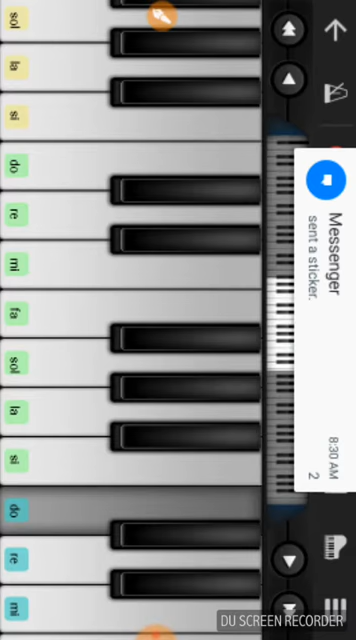 Messenger
8:30 AM
sent a sticker.
2
sol
la
si
do
re
mi
fa
sol
la
si
do
re
mi
DU SCREEN RECORDER